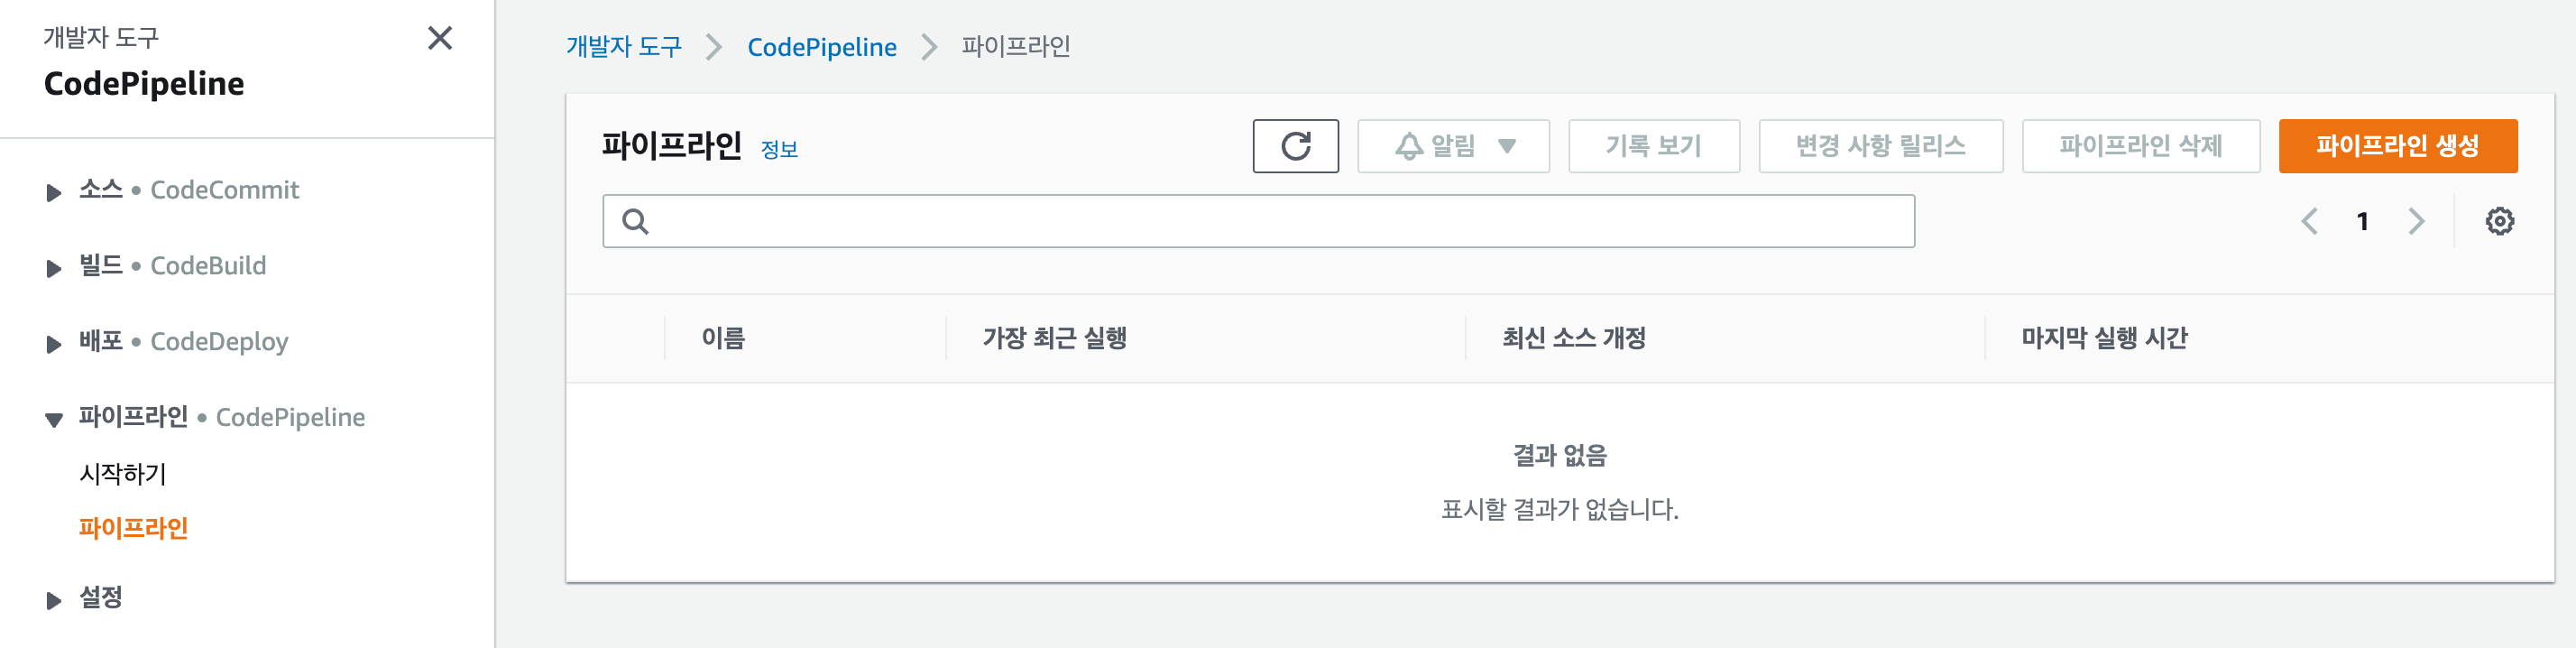 개발자 도구
CodePipeline
소스 • CodeCommit
빌드 • CodeBuild
배포 • CodeDeploy
파이프라인 • CodePipeline
시작하기
파이프라인
설정
개발자 도구 > CodePipeline > 파이프라인
파이프라인 정보
알림 기록 보기 변경 사항 릴리스 파이프라인 삭제 파이프라인 생성
1
이름 가장 최근 실행 최신 소스 개정 마지막 실행 시간
결과 없음
표시할 결과가 없습니다.